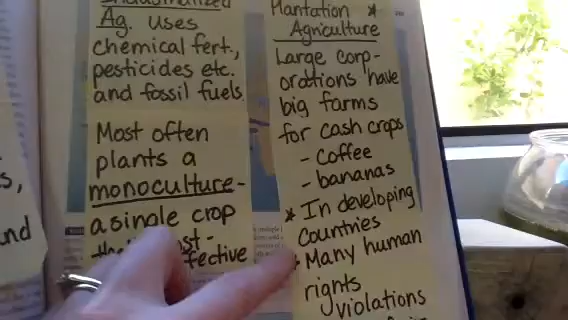 Industrialized
Ag. uses
chemical fert.,
pesticides etc.
and fossil fuels
Most often
plants a
monoculture-
a single crop
Plantation *
Agriculture
Large corp-
orations have
big farms
for cash crops
- coffee
- bananas
* In developing
Countries
Many human
rights
violations